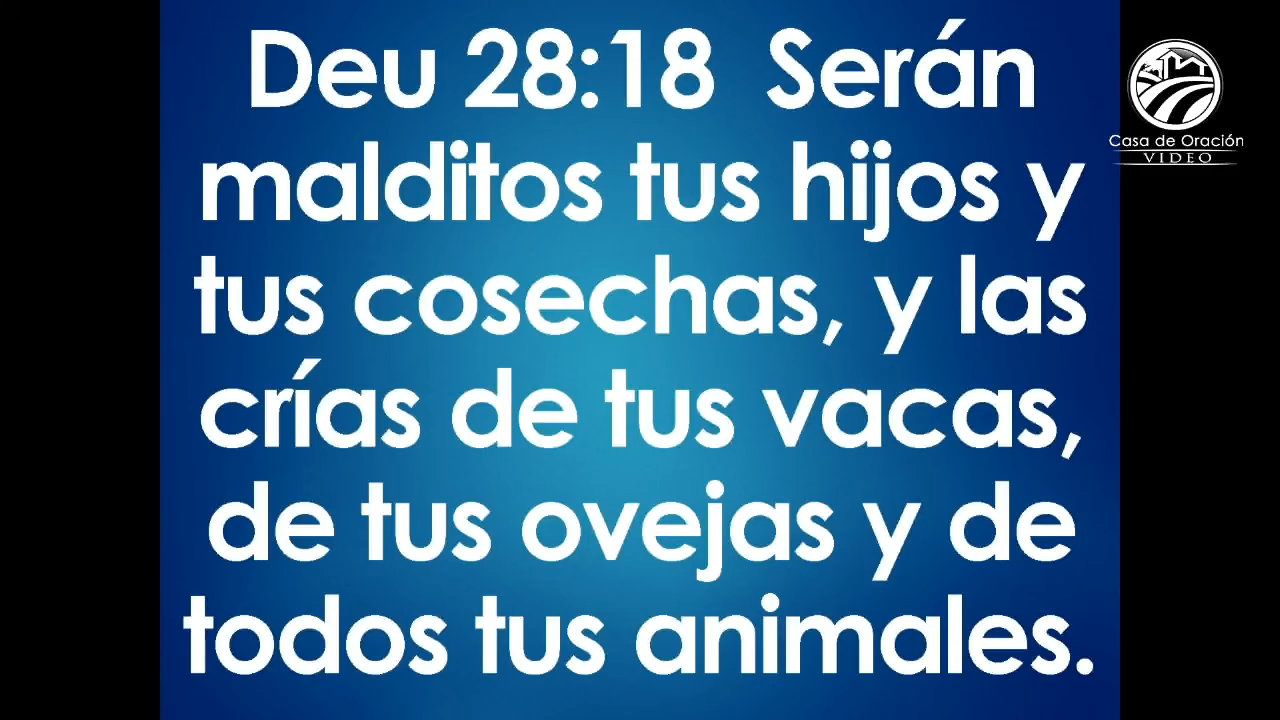 Deu 28:18  Serán
malditos tus hijos y
tus cosechas, y las
crías de tus vacas,
de tus ovejas y de
todos tus animales.
Casa de Oración
VIDEO